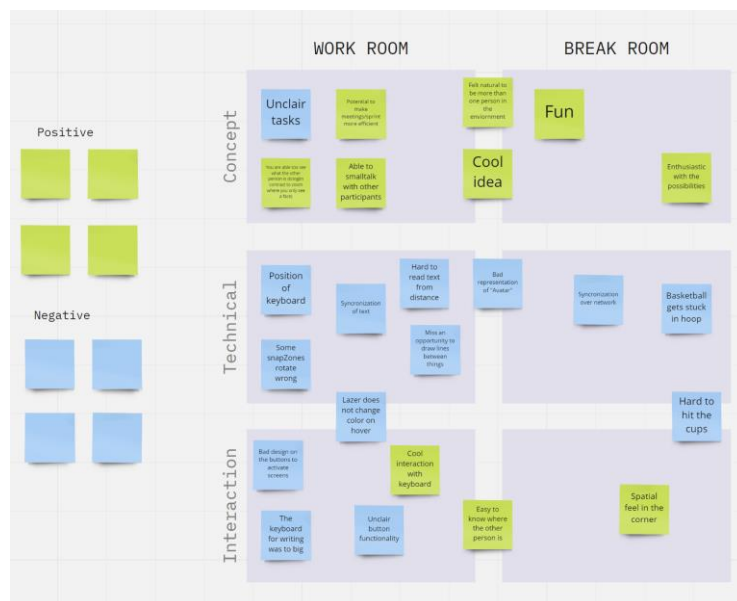 WORK ROOM
BREAK ROOM
Positive
Negative
Concept
Unclair
tasks
Potential to
make
meetings/sprint
more efficient
Felt natural to
be more than
one person in
the
Fun
You are able too see
what the other
person is
contrast to zoom
where you only see
a face
Able to
smalltalk
with other
participants
Cool
idea
Enthusiastic
with the
possibilities
Technical
Position
of
keyboard
Syncronization
of text
Hard to
read text
from
distance
Bad
representation
of "Avatar"
Syncronization
over network
Basketball
gets stuck
in hoop
Some
snapZones
rotate
wrong
Miss an
opportunity to
draw lines
between
things
Lazer does
not change
color on
hover
Hard to
hit the
cups
Interaction
Bad design on
the buttons to
activate
screens
Cool
interaction
with
keyboard
The
keyboard
for writing
was to big
Unclair
button
functionality
Easy to
know where
the other
person is
Spatial
feel in the
corner